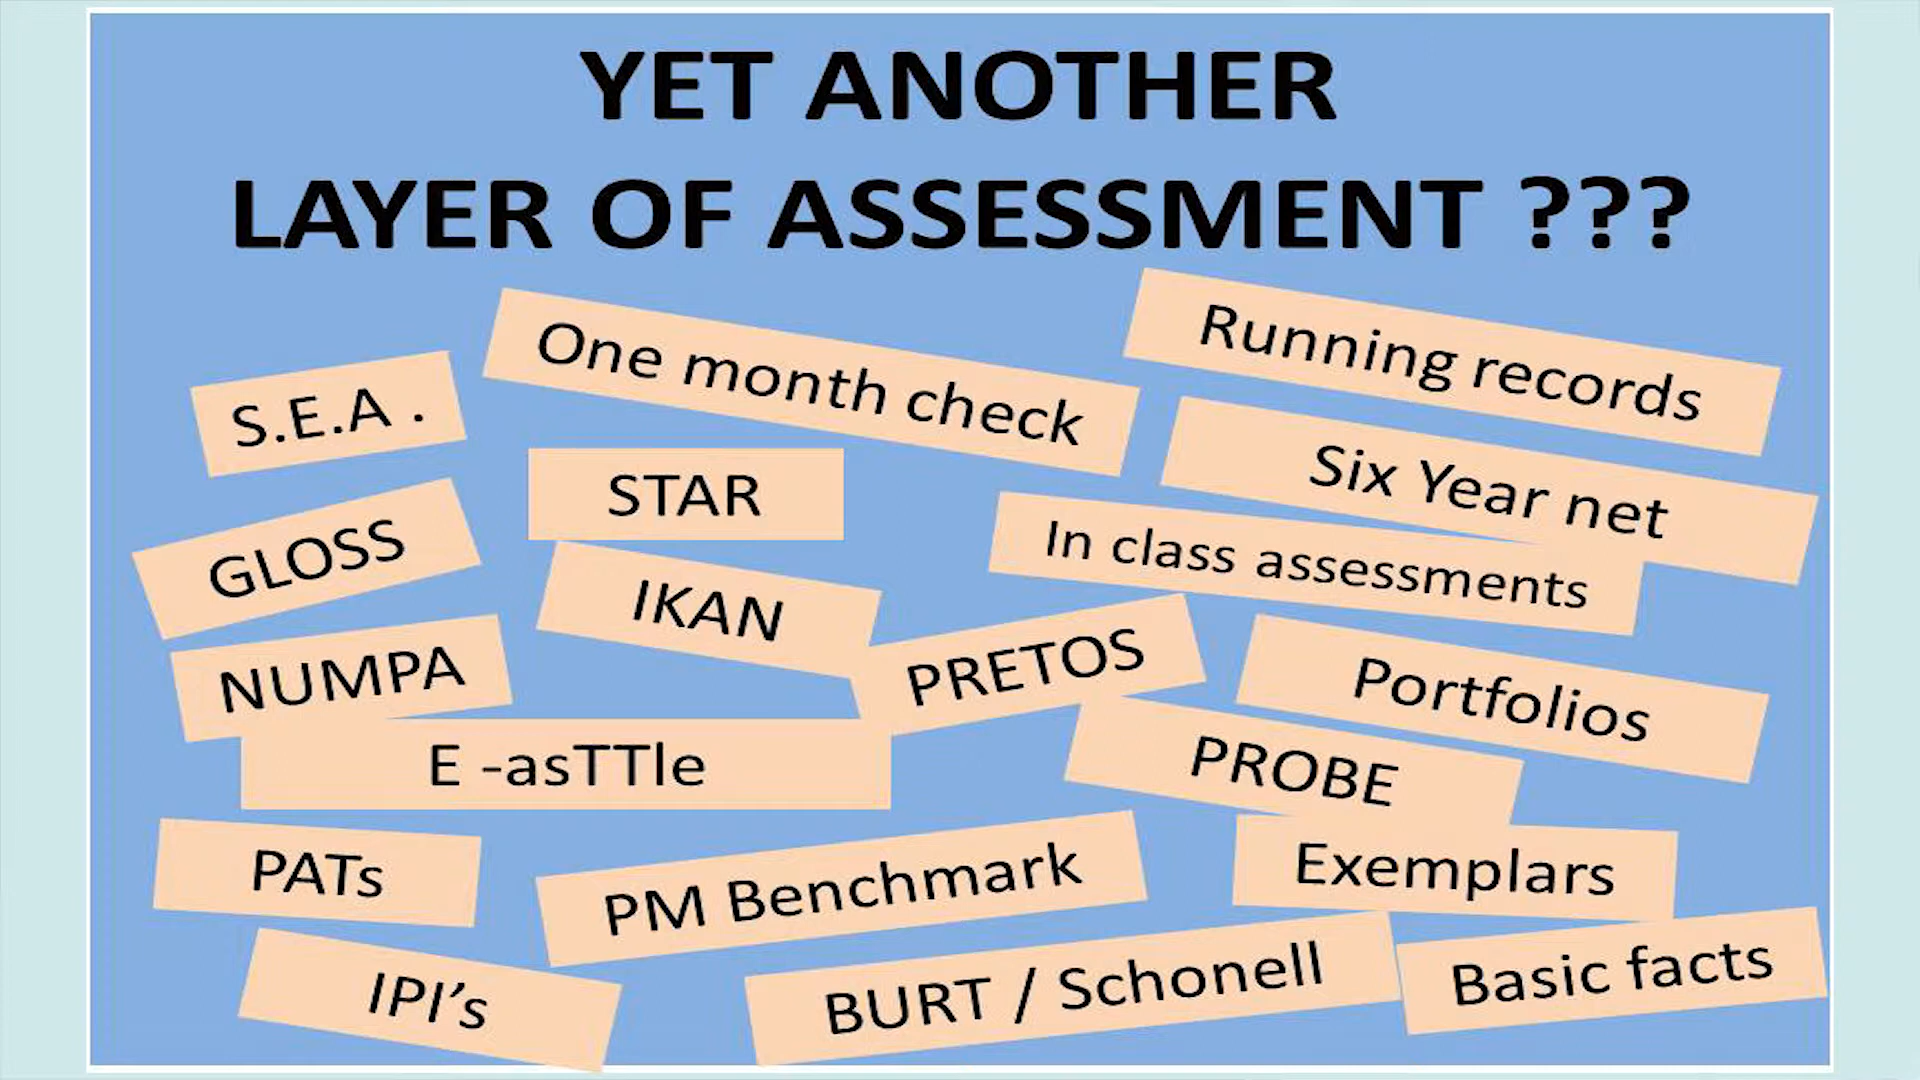 YET ANOTHER
LAYER OF ASSESSMENT ???
Running records
One month check
S.E.A .
Six Year net
STAR
In class assessments
GLOSS
IKAN
PRETOS
NUMPA
Portfolios
E -asTTle
PROBE
PATs
PM Benchmark
Exemplars
IPI’s
BURT / Schonell
Basic facts